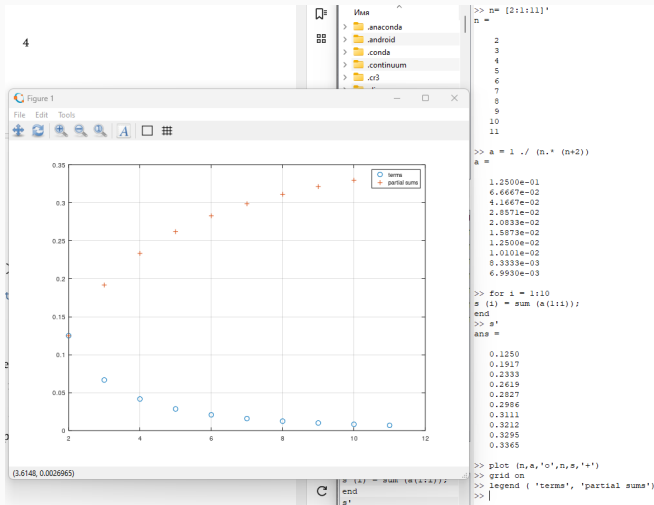 4
Имя
.anaconda
.android
.conda
.continuum
.cr3
Figure 1
File Edit Tools
A
0.35
0.3
0.25
0.2
0.15
0.1
0.05
0
2 4 6 8 10 12
terms
partial sums
(3.6148, 0.0026965)
s (i) = sum (a(1:i));
end
s'
>> n= [2:1:11]'
n =
2
3
4
5
6
7
8
9
10
11
>> a = 1 ./ (n.* (n+2))
a =
1.2500e-01
6.6667e-02
4.1667e-02
2.8571e-02
2.0833e-02
1.5873e-02
1.2500e-02
1.0101e-02
8.3333e-03
6.9930e-03
>> for i = 1:10
s (i) = sum (a(1:i));
end
>> s'
ans =
0.1250
0.1917
0.2333
0.2619
0.2827
0.2986
0.3111
0.3212
0.3295
0.3365
>> plot (n,a,'o',n,s,'+')
>> grid on
>> legend ( 'terms', 'partial sums')
>>